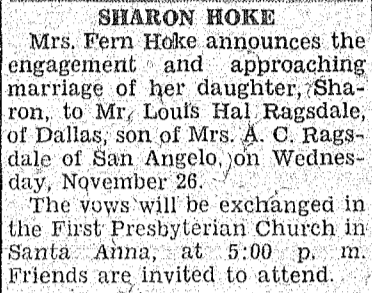 SHARON HOKE
Mrs. Fern Hoke announces the
engagement and approaching
marriage of her daughter, Sha-
ron, to Mr. Louis Hal Ragsdale,
of Dallas, son of Mrs. A. C. Rags-
dale of San Angelo, on Wednes-
day, November 26.
The vows will be exchanged in
the First Presbyterian Church in
Santa Anna, at 5:00 p. m.
Friends are invited to attend.